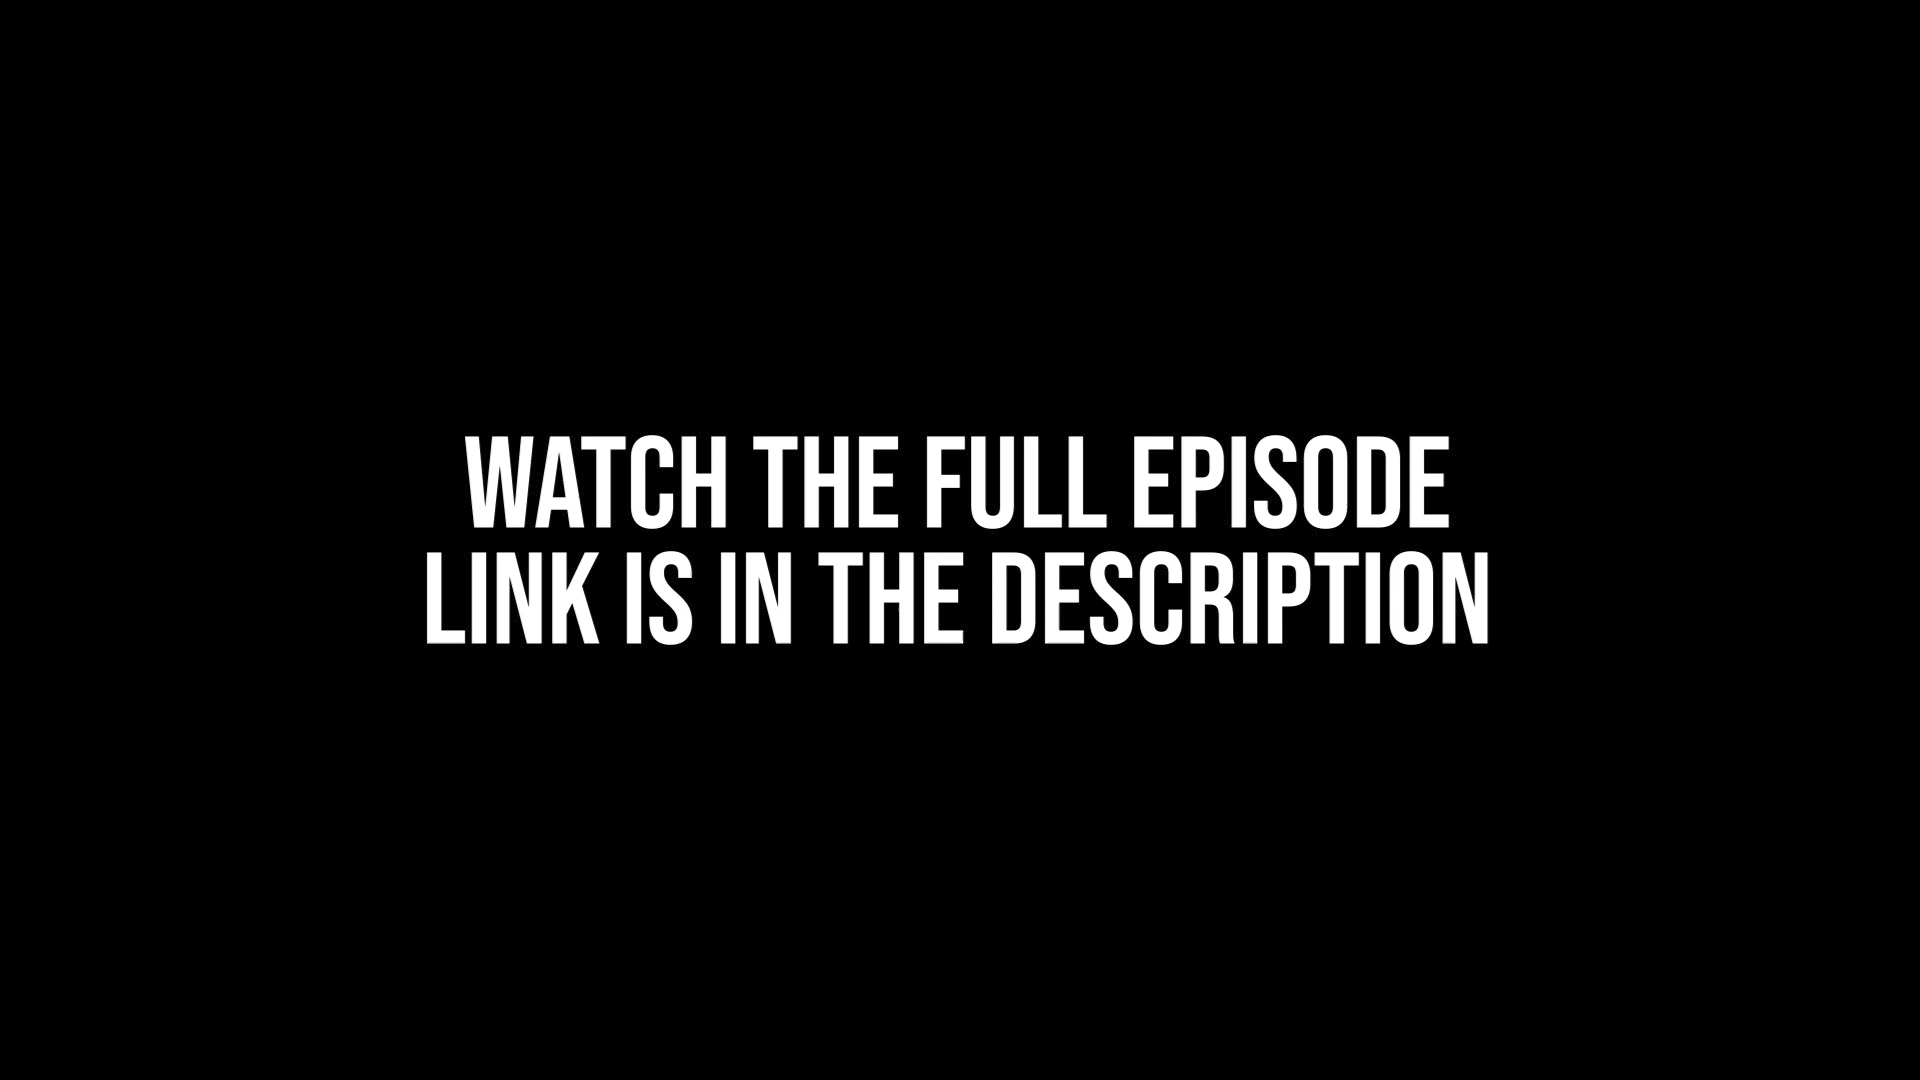 WATCH THE FULL EPISODE
LINK IS IN THE DESCRIPTION